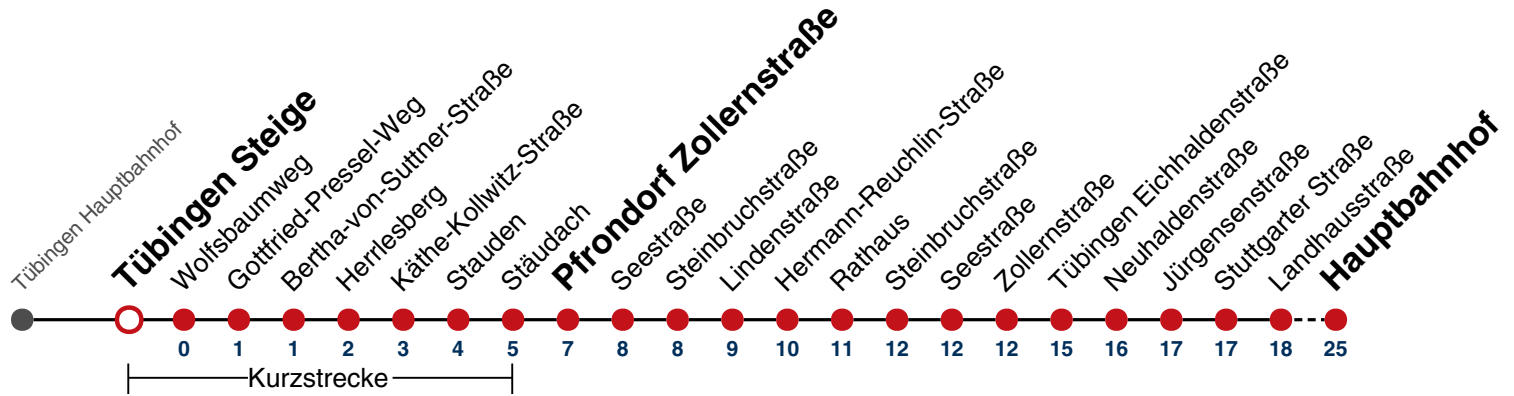 Tübingen Hauptbahnhof
Tübingen Steige
Wolfsbaumweg
Gottfried-Pressel-Weg
Bertha-von-Suttner-Straße
Herrlesberg
Käthe-Kollwitz-Straße
Stauden
Stäudach
Pfrondorf Zollernstraße
Seestraße
Steinbruchstraße
Lindenstraße
Hermann-Reuchlin-Straße
Rathaus
Steinbruchstraße
Seestraße
Zollernstraße
Tübingen Eichhaldenstraße
Neuhaldenstraße
Jürgensenstraße
Stuttgarter Straße
Landhausstraße
Hauptbahnhof
0 1 1 2 3 4 5 7 8 8 9 10 11 12 12 12 15 16 17 17 18 25
Kurzstrecke